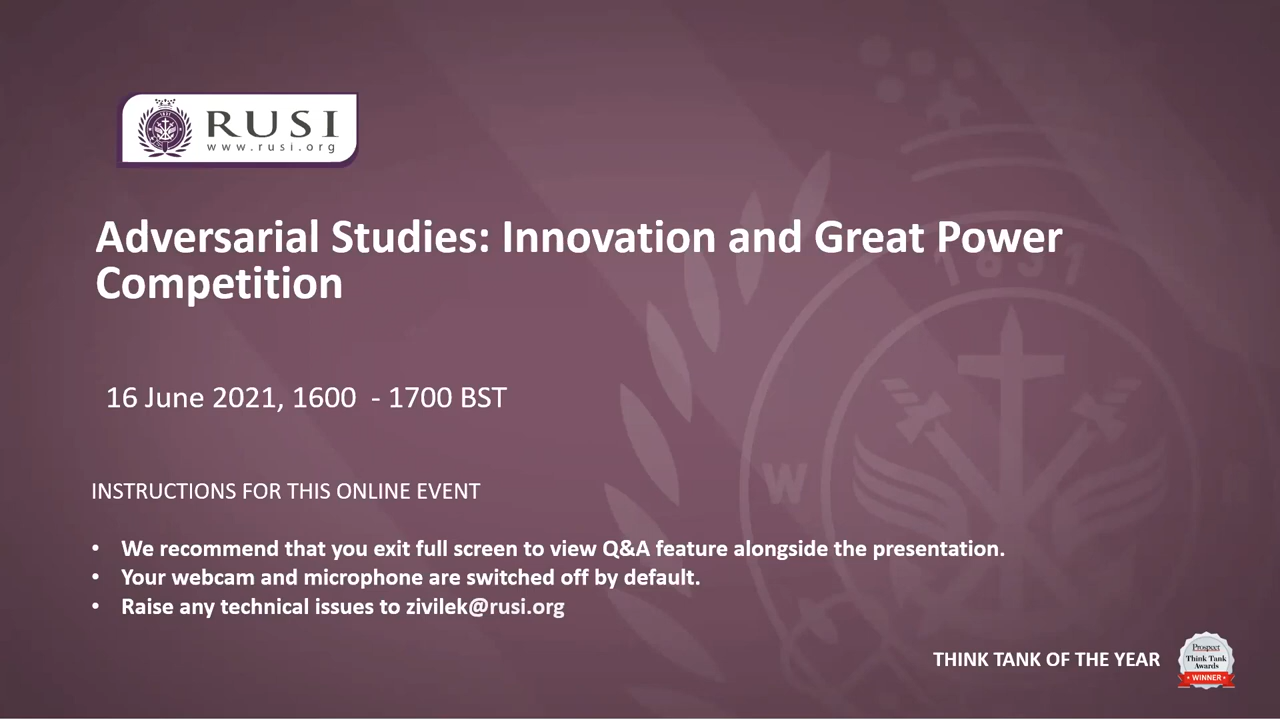 RUSI
www.rusi.org
Adversarial Studies: Innovation and Great Power
Competition
1831
16 June 2021, 1600 - 1700 BST
W
INSTRUCTIONS FOR THIS ONLINE EVENT
• We recommend that you exit full screen to view Q&A feature alongside the presentation.
• Your webcam and microphone are switched off by default.
• Raise any technical issues to zivilek@rusi.org
THINK TANK OF THE YEAR
Prospect
Think Tank
Awards
WINNER